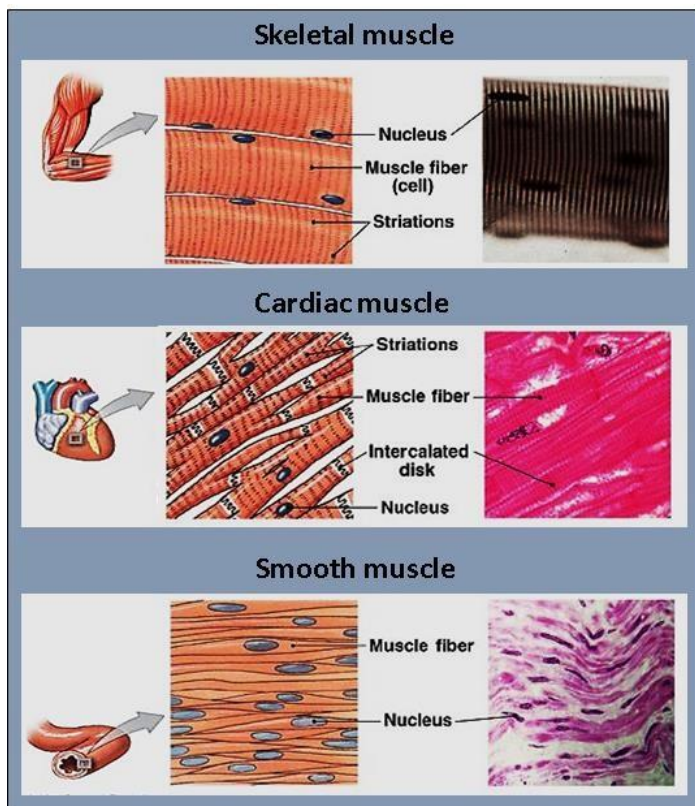 Skeletal muscle
Nucleus
Muscle fiber
(cell)
Striations
Cardiac muscle
Striations
Muscle fiber
Intercalated
disk
Nucleus
Smooth muscle
Muscle fiber
Nucleus